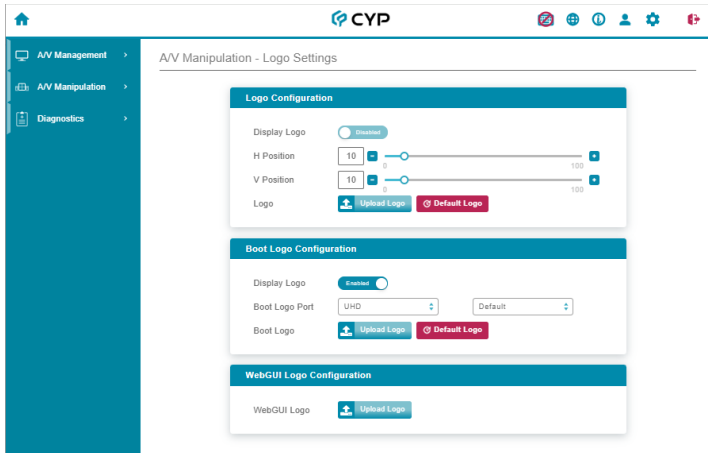 CYP
A/V Management
A/V Manipulation
Diagnostics
A/V Manipulation - Logo Settings
Logo Configuration
Display Logo Disabled
H Position 10 - +
0 100
V Position 10 - +
0 100
Logo Upload Logo Default Logo
Boot Logo Configuration
Display Logo Enabled
Boot Logo Port UHD Default
Boot Logo Upload Logo Default Logo
WebGUI Logo Configuration
WebGUI Logo Upload Logo